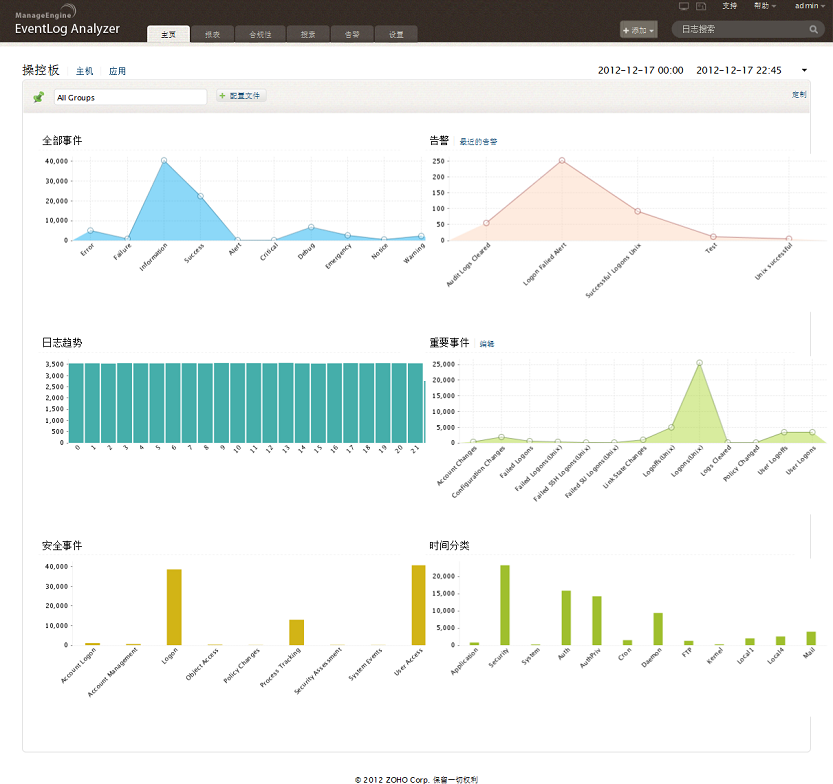 ManageEngine
EventLog Analyzer
支持 帮助 admin
主页 报表 合规性 搜索 告警 设置
+ 添加 日志搜索
操控板 主机 应用
2012-12-17 00:00 2012-12-17 22:45
All Groups + 配置文件 定制
全部事件
40,000
30,000
20,000
10,000
0
Error Failure Information Success Alert Critical Debug Emergency Notice Warning
告警 最近的告警
250
200
150
100
50
0
Audit Logs Cleared Logon Failed Alert Successful Logons Unix Test Unix successful
日志趋势
3,500
3,000
2,500
2,000
1,500
1,000
500
0
0 1 2 3 4 5 6 7 8 9 10 11 12 13 14 15 16 17 18 19 20 21
重要事件 编辑
25,000
20,000
15,000
10,000
5,000
0
Account Changes Configuration Changes Failed Logons Failed Logons(Unix) Failed SSH Logons(Unix) Failed SU Logons(Unix) Link State Changes Logoffs(Unix) Logons(Unix) Logs Cleared Policy Changed User Logoffs User Logons
安全事件
40,000
30,000
20,000
10,000
0
Account Logon Account Management Logon Object Access Policy Changes Process Tracking Security Assessment System Events User Access
时间分类
20,000
15,000
10,000
5,000
0
Application Security System Auth AuthPriv Cron Daemon FTP Kernel Local1 Local4 Mail
© 2012 ZOHO Corp. 保留一切权利